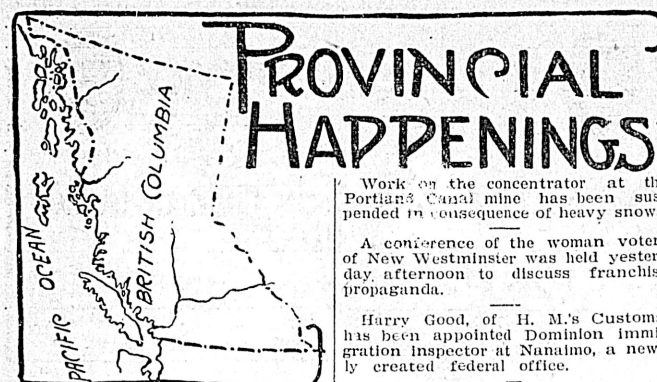 PROVINCIAL
HAPPENINGS
BRITISH COLUMBIA
PACIFIC OCEAN
Work on the concentrator at th
Portland Canal mine has been sus
pended in consequence of heavy snow
A conference of the woman voter
of New Westminster was held yester
day afternoon to discuss franchis
propaganda.
Harry Good, of H. M.'s Custom
has been appointed Dominion immi
gration inspector at Nanaimo, a new
ly created federal office.